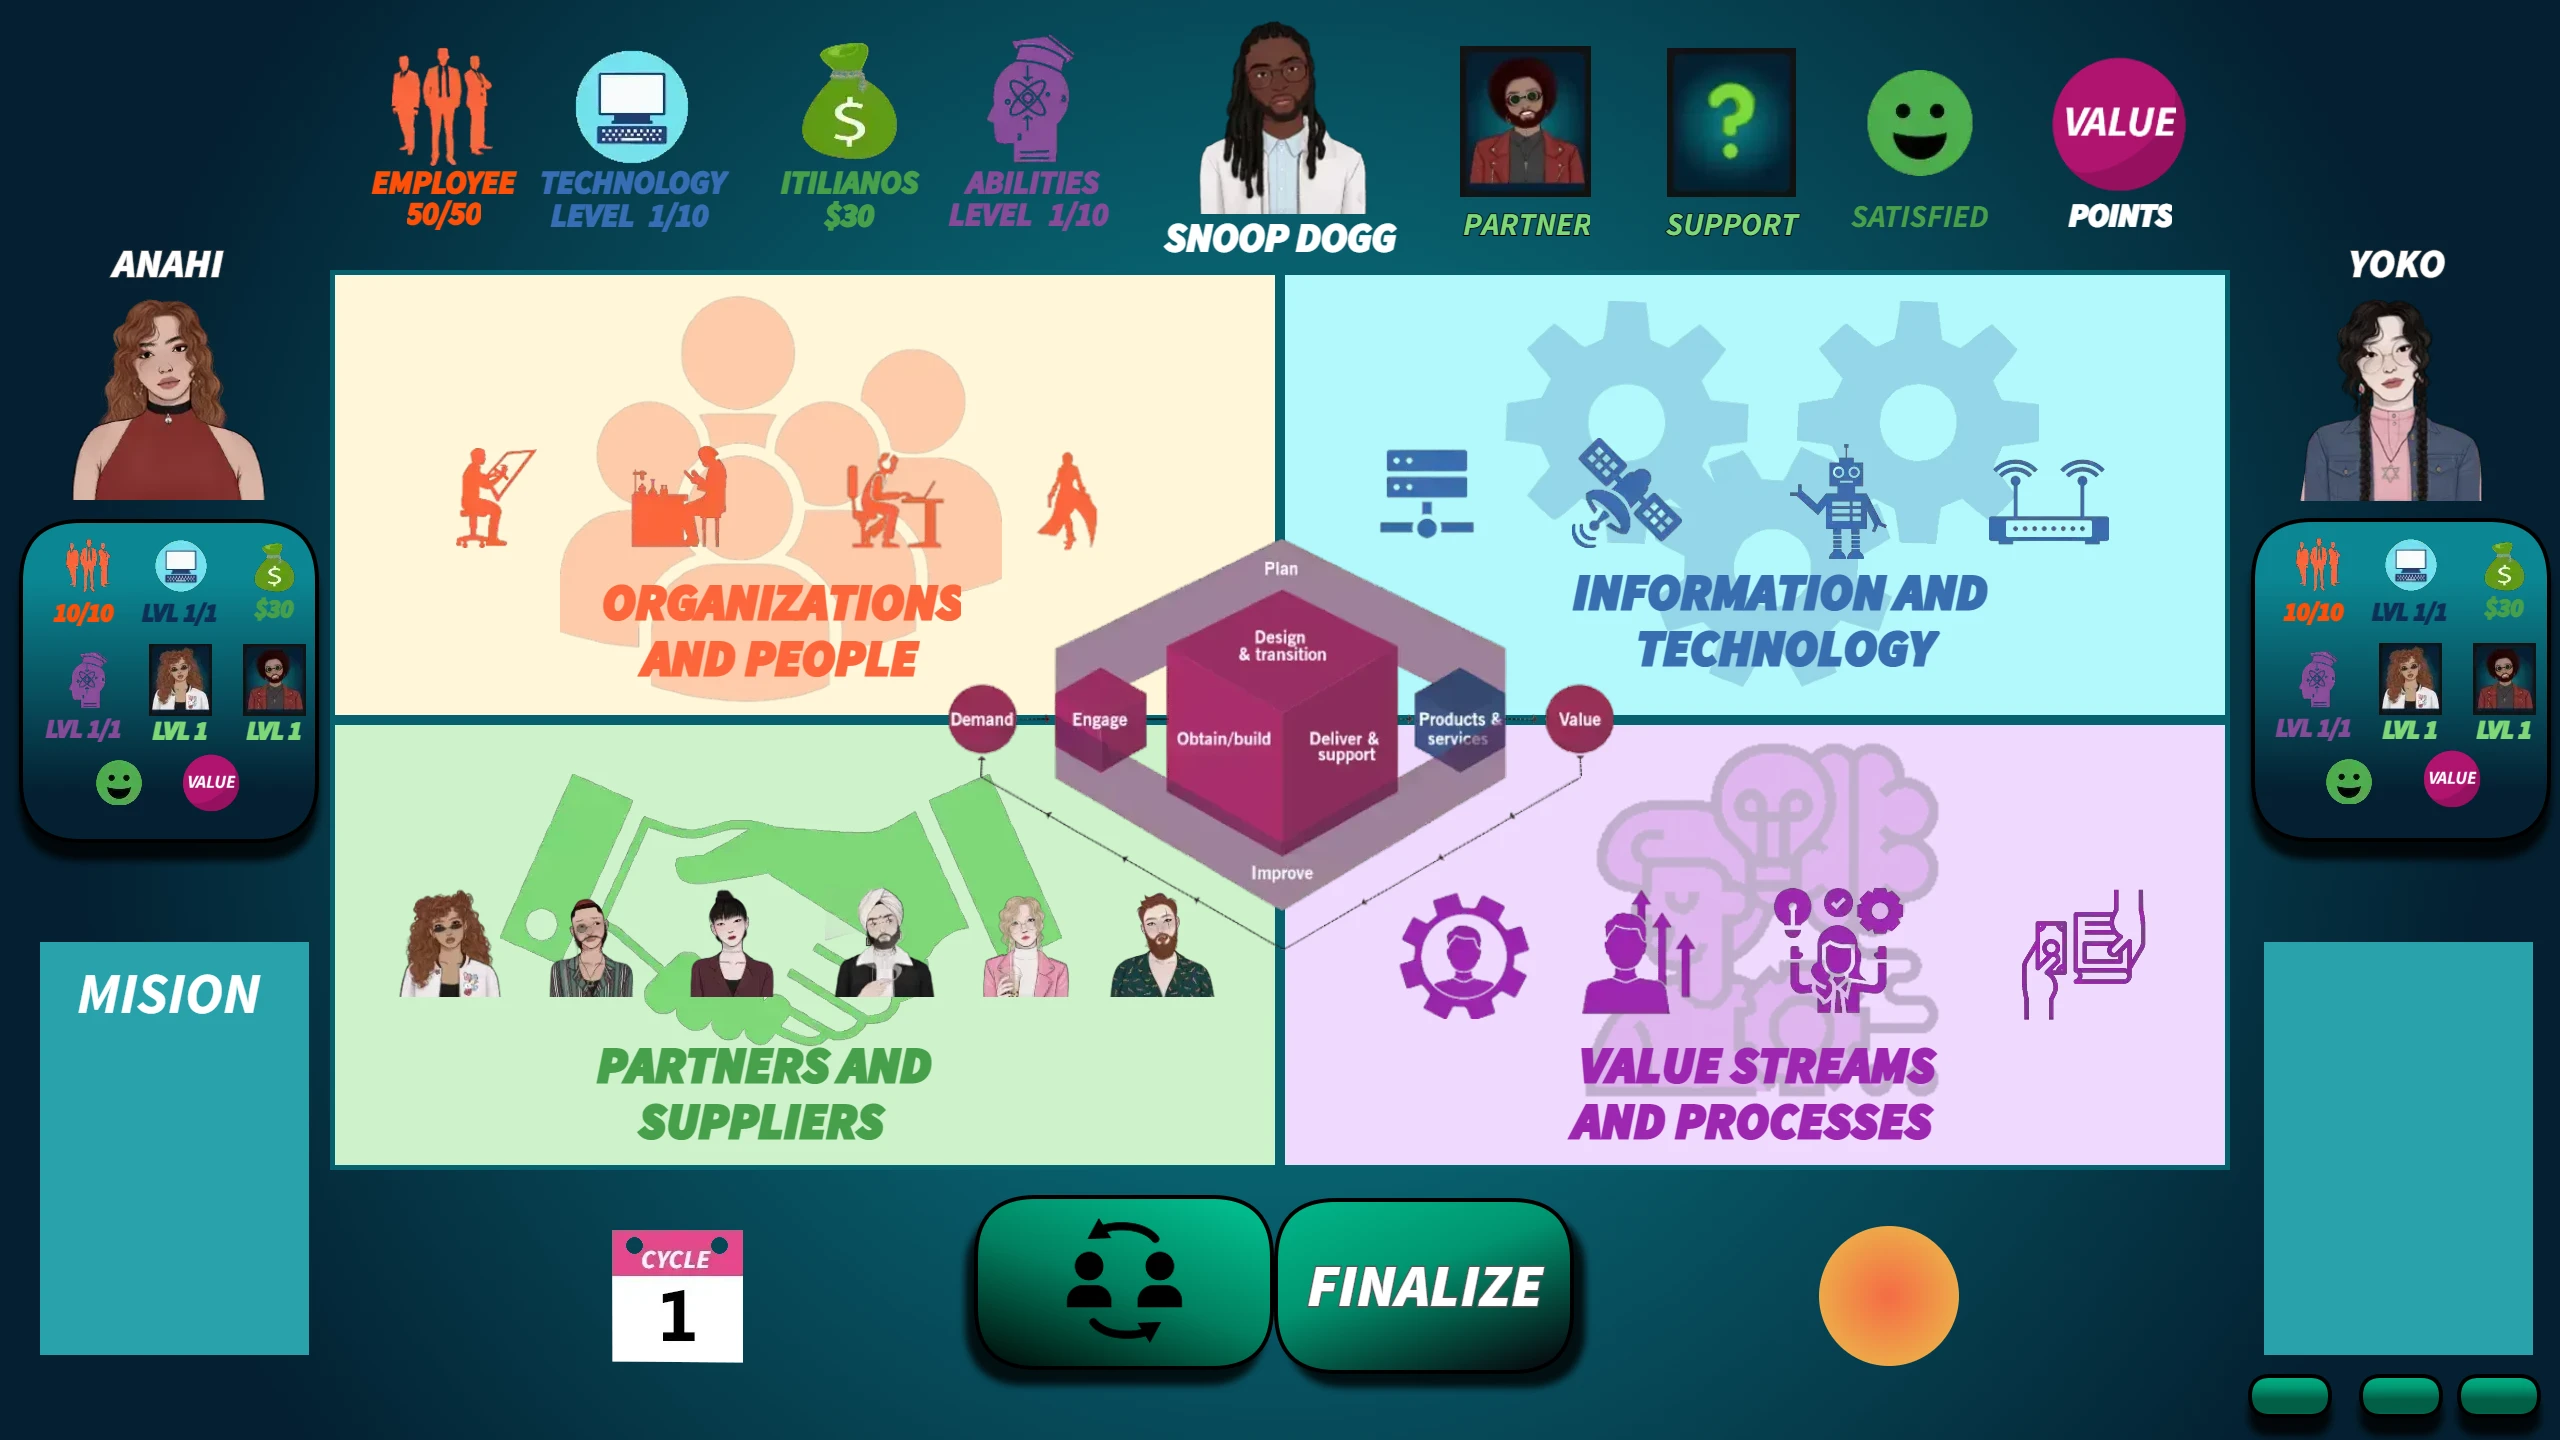 EMPLOYEE
50/50
TECHNOLOGY
LEVEL 1/10
$
ITILIANOS
$30
ABILITIES
LEVEL 1/10
SNOOP DOGG
PARTNER
?
SUPPORT
SATISFIED
VALUE
POINTS
ANAHI
10/10
LVL 1/1
$
$30
LVL 1/1
LVL 1
LVL 1
VALUE
MISION
ORGANIZATIONS
AND PEOPLE
INFORMATION AND
TECHNOLOGY
Plan
Design
& transition
Demand
Engage
Obtain/build
Deliver &
support
Products &
services
Value
Improve
PARTNERS AND
SUPPLIERS
VALUE STREAMS
AND PROCESSES
YOKO
10/10
LVL 1/1
$
$30
LVL 1/1
LVL 1
LVL 1
VALUE
CYCLE
1
FINALIZE